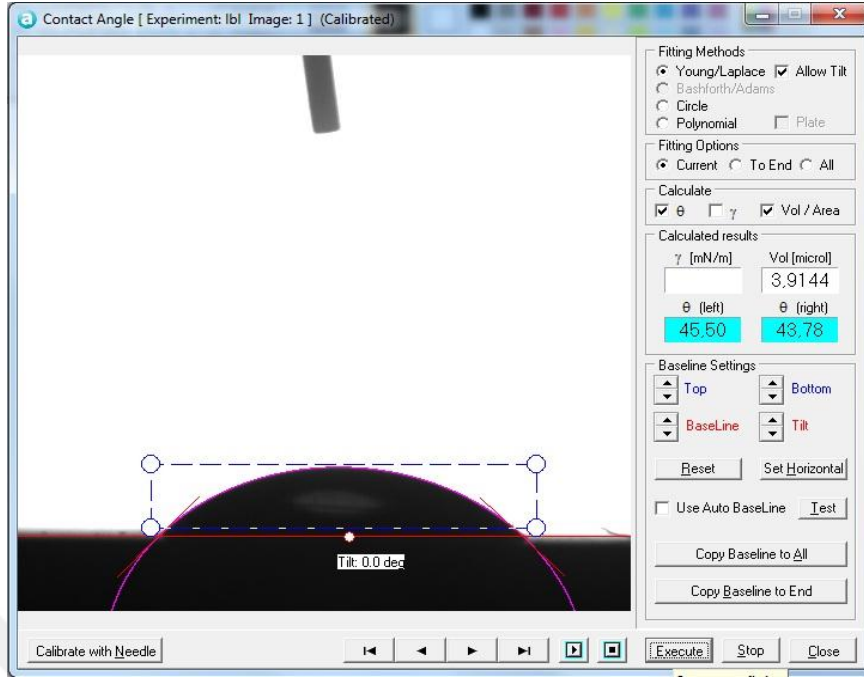 Contact Angle [ Experiment: lbl Image: 1 ] (Calibrated)
Fitting Methods
Young/Laplace Allow Tilt
Bashforth/Adams
Circle
Polynomial Plate
Fitting Options
Current To End All
Calculate
θ γ Vol / Area
Calculated results
γ [mN/m] Vol [microl]
3,9144
θ (left) θ (right)
45,50 43,78
Baseline Settings
Top Bottom
BaseLine Tilt
Reset Set Horizontal
Use Auto BaseLine Test
Copy Baseline to All
Copy Baseline to End
Tilt: 0.0 deg
Calibrate with Needle Execute Stop Close